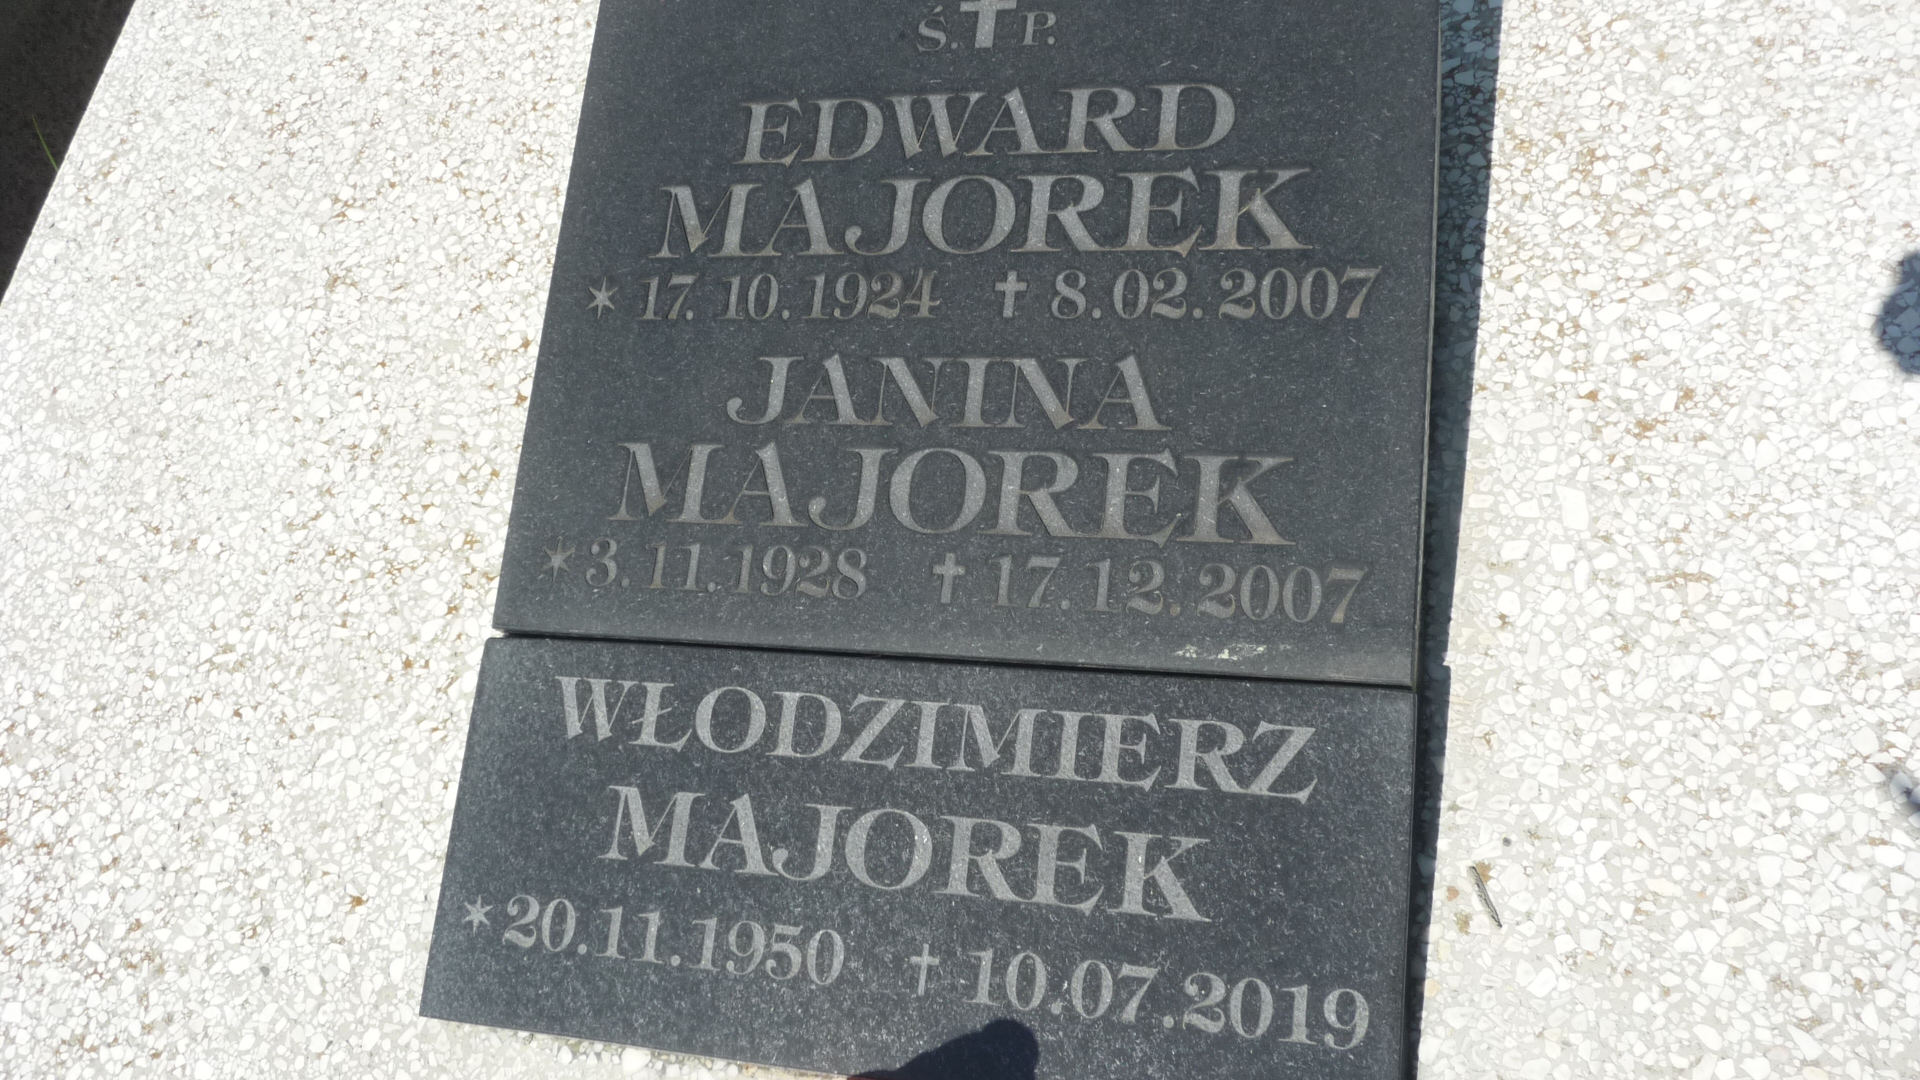 Ś.✝P.
EDWARD
MAJOREK
✶ 17.10.1924 ✝ 8.02.2007
JANINA
MAJOREK
✶ 3.11.1928 ✝ 17.12.2007
WŁODZIMIERZ
MAJOREK
✶ 20.11.1950 ✝ 10.07.2019